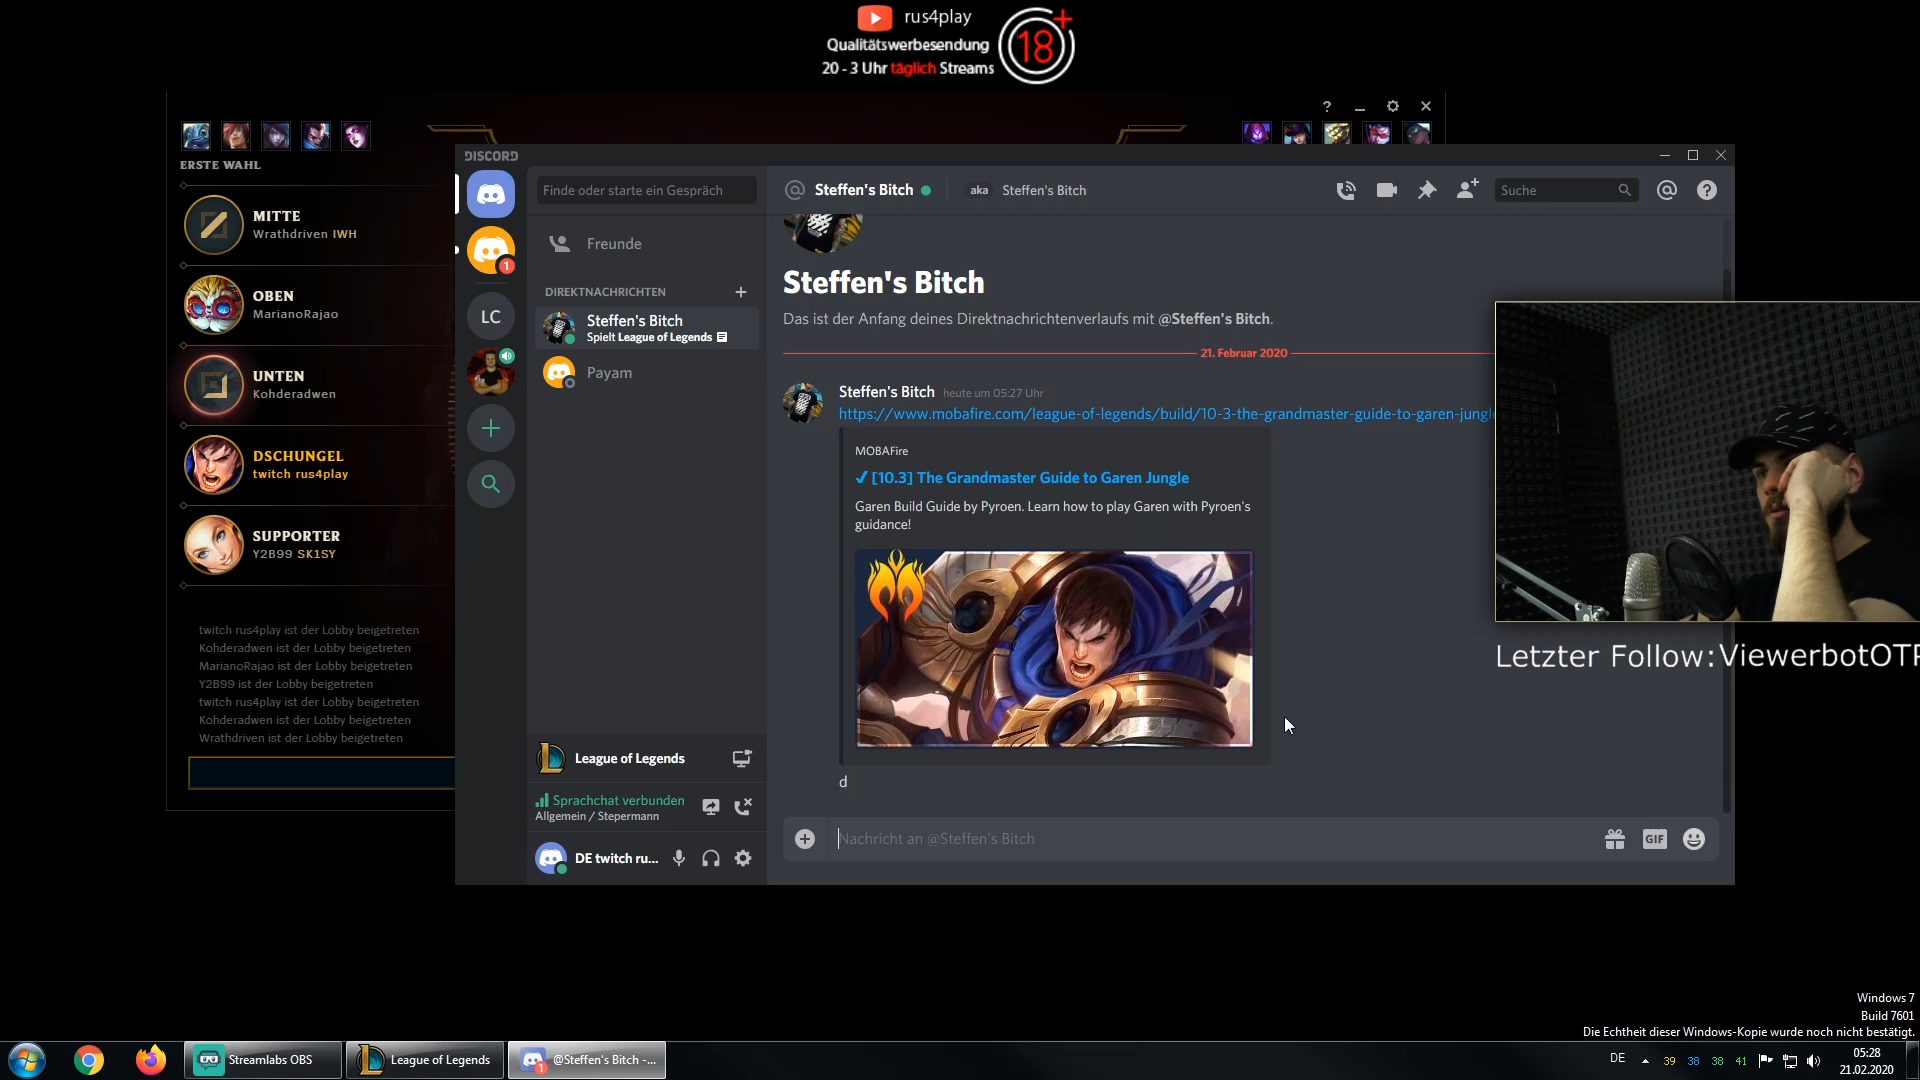 rus4play
Qualitätswerbesendung
20 - 3 Uhr täglich Streams
18+
ERSTE WAHL
MITTE
Wrathdriven IWH
OBEN
MarianoRajao
UNTEN
Kohderadwen
DSCHUNGEL
twitch rus4play
SUPPORTER
Y2B99 SK1SY
twitch rus4play ist der Lobby beigetreten
Kohderadwen ist der Lobby beigetreten
MarianoRajao ist der Lobby beigetreten
Y2B99 ist der Lobby beigetreten
twitch rus4play ist der Lobby beigetreten
Kohderadwen ist der Lobby beigetreten
Wrathdriven ist der Lobby beigetreten
DISCORD
1
LC
Finde oder starte ein Gespräch
Freunde
DIREKTNACHRICHTEN
Steffen's Bitch
Spielt League of Legends
Payam
League of Legends
Sprachchat verbunden
Allgemein / Stepermann
DE twitch ru...
@ Steffen's Bitch aka Steffen's Bitch
Suche
Steffen's Bitch
Das ist der Anfang deines Direktnachrichtenverlaufs mit @Steffen's Bitch.
21. Februar 2020
Steffen's Bitch heute um 05:27 Uhr
https://www.mobafire.com/league-of-legends/build/10-3-the-grandmaster-guide-to-garen-jungle
MOBAFire
✓ [10.3] The Grandmaster Guide to Garen Jungle
Garen Build Guide by Pyroen. Learn how to play Garen with Pyroen's
guidance!
d
Nachricht an @Steffen's Bitch
GIF
Letzter Follow:ViewerbotOTP
Windows 7
Build 7601
Die Echtheit dieser Windows-Kopie wurde noch nicht bestätigt.
Streamlabs OBS
League of Legends
1
@Steffen's Bitch -...
DE
39 38 38 41
05:28
21.02.2020